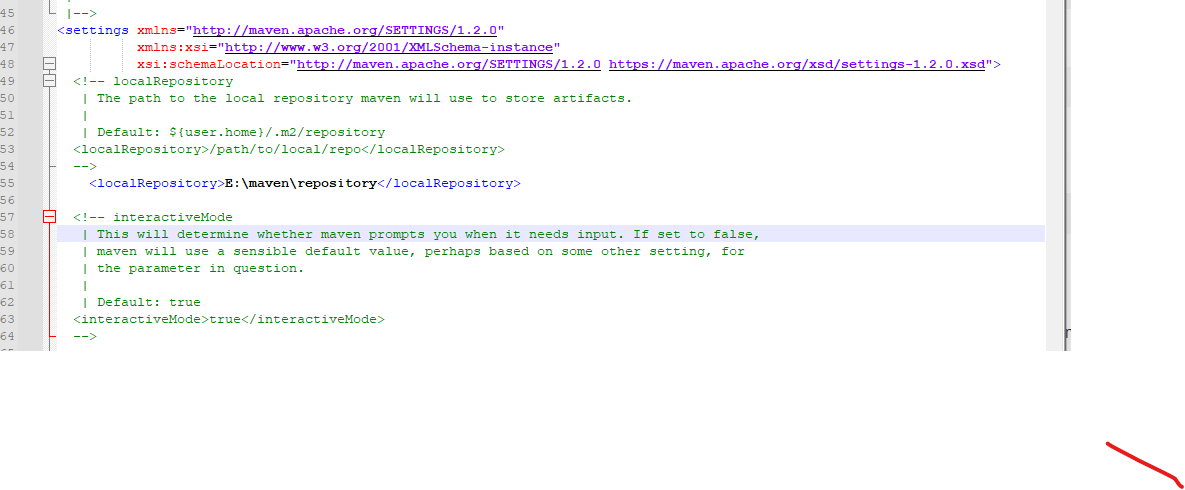 45 |-->
46 <settings xmlns="http://maven.apache.org/SETTINGS/1.2.0"
47 xmlns:xsi="http://www.w3.org/2001/XMLSchema-instance"
48 xsi:schemaLocation="http://maven.apache.org/SETTINGS/1.2.0 https://maven.apache.org/xsd/settings-1.2.0.xsd">
49 <!-- localRepository
50 | The path to the local repository maven will use to store artifacts.
51 |
52 | Default: ${user.home}/.m2/repository
53 <localRepository>/path/to/local/repo</localRepository>
54 -->
55 <localRepository>E:\maven\repository</localRepository>
56
57 <!-- interactiveMode
58 | This will determine whether maven prompts you when it needs input. If set to false,
59 | maven will use a sensible default value, perhaps based on some other setting, for
60 | the parameter in question.
61 |
62 | Default: true
63 <interactiveMode>true</interactiveMode>
64 -->